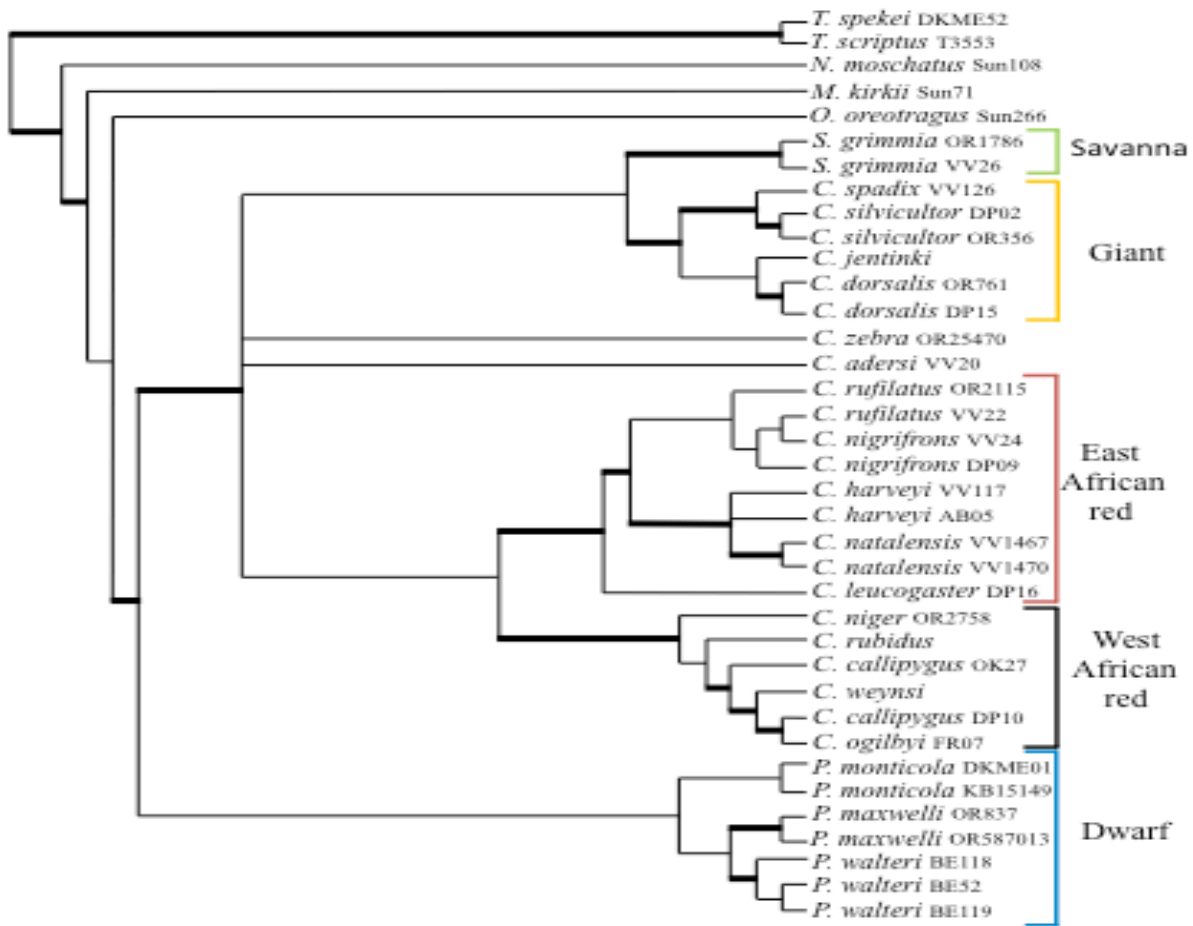 T. spekei DKME52
T. scriptus T3553
N. moschatus Sun108
M. kirkii Sun71
O. oreotragus Sun266
S. grimmia OR1786
S. grimmia VV26
Savanna
C. spadix VV126
C. silvicultor DP02
C. silvicultor OR356
C. jentinki
C. dorsalis OR761
C. dorsalis DP15
Giant
C. zebra OR25470
C. adersi VV20
C. rufilatus OR2115
C. rufilatus VV22
C. nigrifrons VV24
C. nigrifrons DP09
C. harveyi VV117
C. harveyi AB05
C. natalensis VV1467
C. natalensis VV1470
C. leucogaster DP16
East
African
red
C. niger OR2758
C. rubidus
C. callipygus OK27
C. weynsi
C. callipygus DP10
C. ogilbyi FR07
West
African
red
P. monticola DKME01
P. monticola KB15149
P. maxwelli OR837
P. maxwelli OR587013
P. walteri BE118
P. walteri BE52
P. walteri BE119
Dwarf